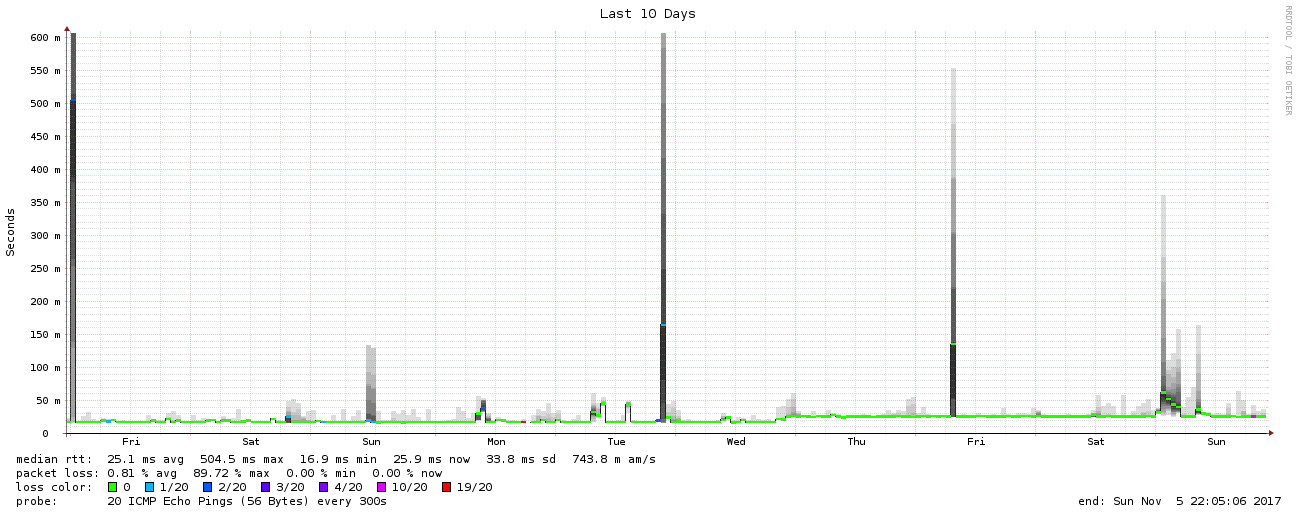 Last 10 Days
RRDTOOL / TOBI OETIKER
Seconds
600 m
550 m
500 m
450 m
400 m
350 m
300 m
250 m
200 m
150 m
100 m
50 m
0
Fri Sat Sun Mon Tue Wed Thu Fri Sat Sun
median rtt: 25.1 ms avg 504.5 ms max 16.9 ms min 25.9 ms now 33.8 ms sd 743.8 m am/s
packet loss: 0.81 % avg 89.72 % max 0.00 % min 0.00 % now
loss color: 0 1/20 2/20 3/20 4/20 10/20 19/20
probe: 20 ICMP Echo Pings (56 Bytes) every 300s end: Sun Nov 5 22:05:06 2017